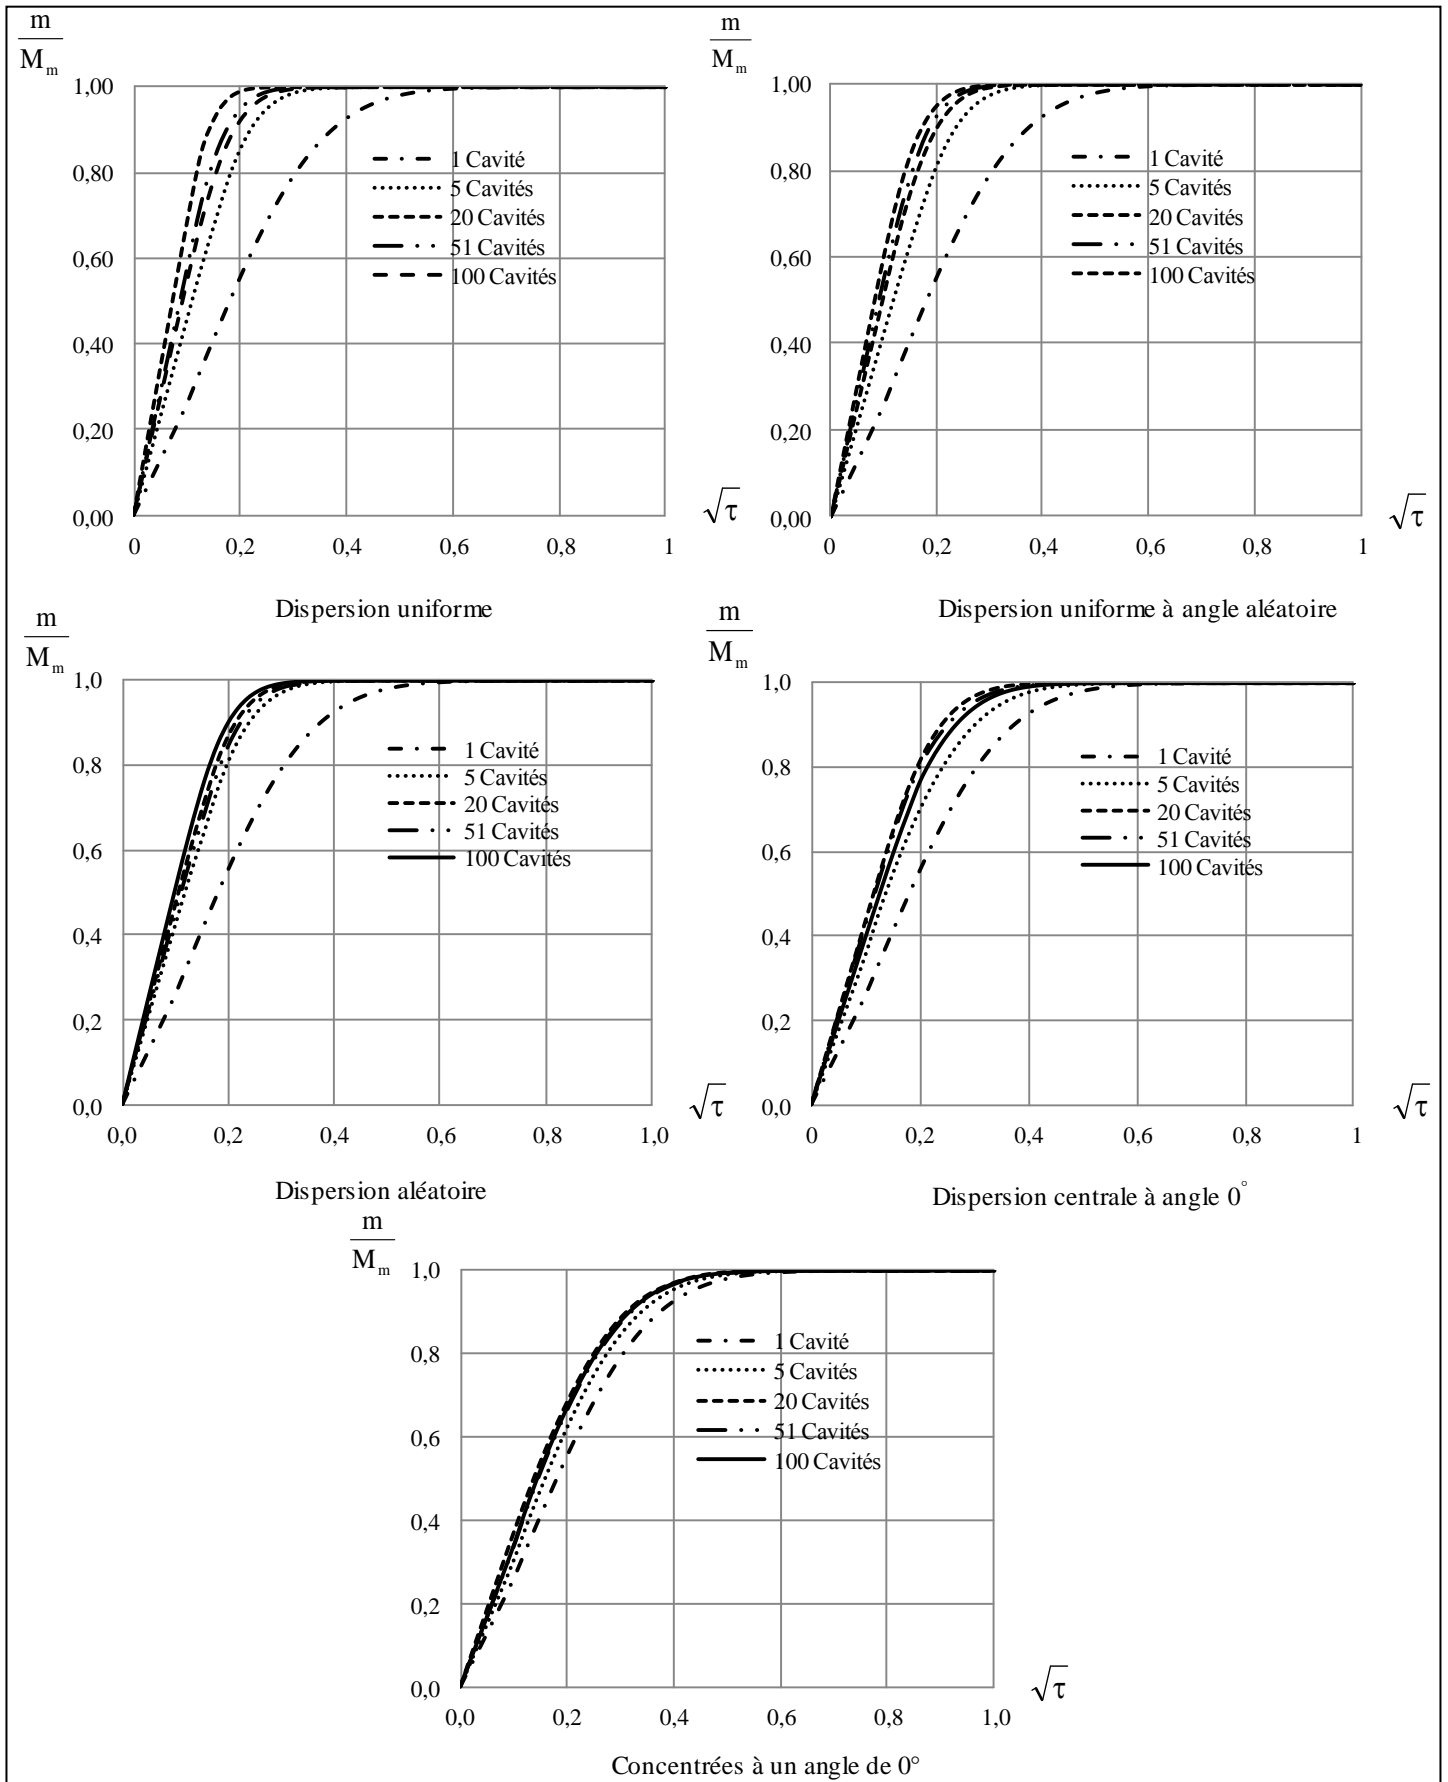 m
M_m
1,00
0,80
0,60
0,40
0,20
0,00
0 0,2 0,4 0,6 0,8 1
√τ
1 Cavité
5 Cavités
20 Cavités
51 Cavités
100 Cavités
Dispersion uniforme
m
M_m
1,00
0,80
0,60
0,40
0,20
0,00
0 0,2 0,4 0,6 0,8 1
√τ
1 Cavité
5 Cavités
20 Cavités
51 Cavités
100 Cavités
Dispersion uniforme à angle aléatoire
m
M_m
1,0
0,8
0,6
0,4
0,2
0,0
0,0 0,2 0,4 0,6 0,8 1,0
√τ
1 Cavité
5 Cavités
20 Cavités
51 Cavités
100 Cavités
Dispersion aléatoire
m
M_m
1,0
0,8
0,6
0,4
0,2
0,0
0 0,2 0,4 0,6 0,8 1
√τ
1 Cavité
5 Cavités
20 Cavités
51 Cavités
100 Cavités
Dispersion centrale à angle 0°
m
M_m
1,0
0,8
0,6
0,4
0,2
0,0
0,0 0,2 0,4 0,6 0,8 1,0
√τ
1 Cavité
5 Cavités
20 Cavités
51 Cavités
100 Cavités
Concentrées à un angle de 0°